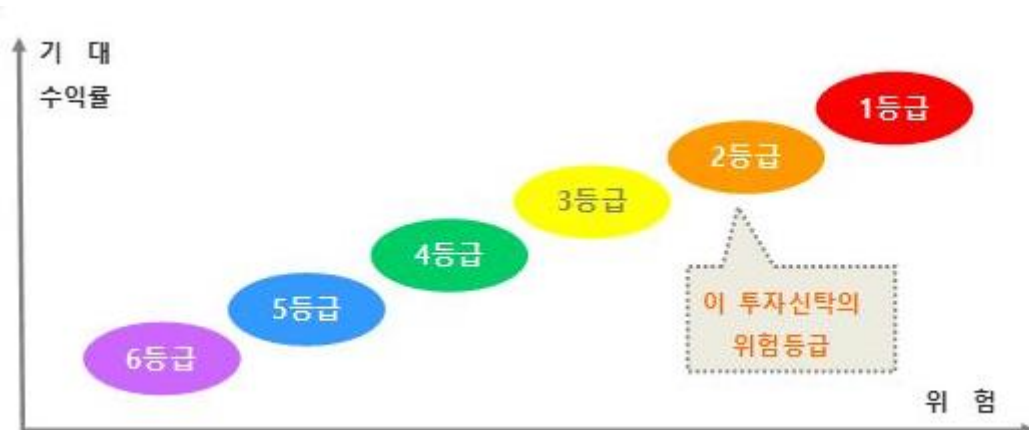 기 대
수익률
1등급
2등급
3등급
4등급
5등급
6등급
이 투자신탁의
위험등급
위 험